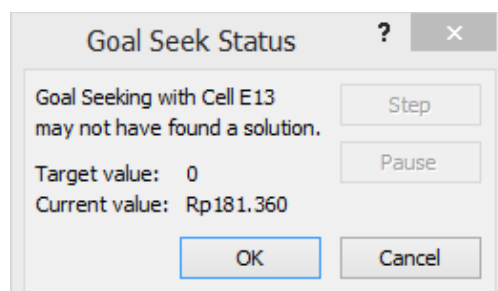 Goal Seek Status
?
×
Goal Seeking with Cell E13
may not have found a solution.
Step
Pause
Target value: 0
Current value: Rp181.360
OK
Cancel